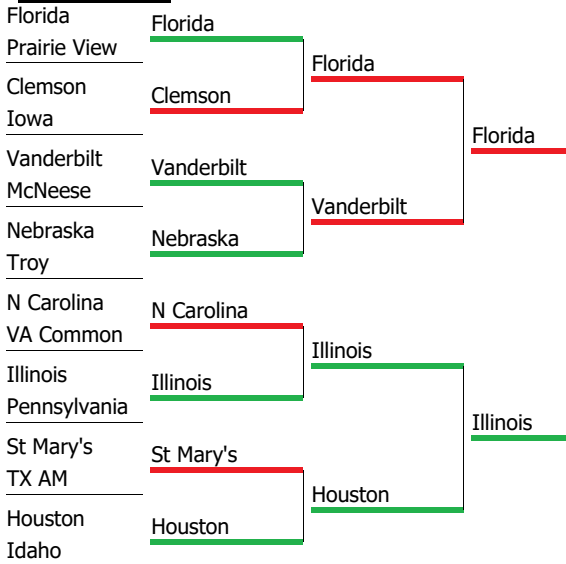 Florida
Prairie View
Clemson
Iowa
Vanderbilt
McNeese
Nebraska
Troy
N Carolina
VA Common
Illinois
Pennsylvania
St Mary's
TX AM
Houston
Idaho
Florida
Clemson
Vanderbilt
Nebraska
N Carolina
Illinois
St Mary's
Houston
Florida
Vanderbilt
Illinois
Houston
Florida
Illinois